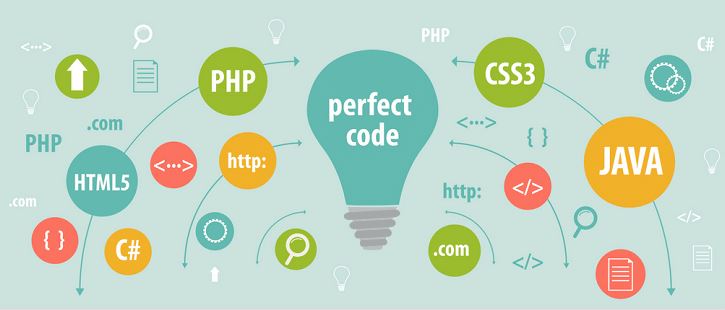 PHP
C#
C#
<···>
PHP
CSS3
perfect
code
.com
PHP
<···>
{ }
HTML5
<···>
http:
JAVA
.com
http:
</>
</>
{ }
C#
.com
</>